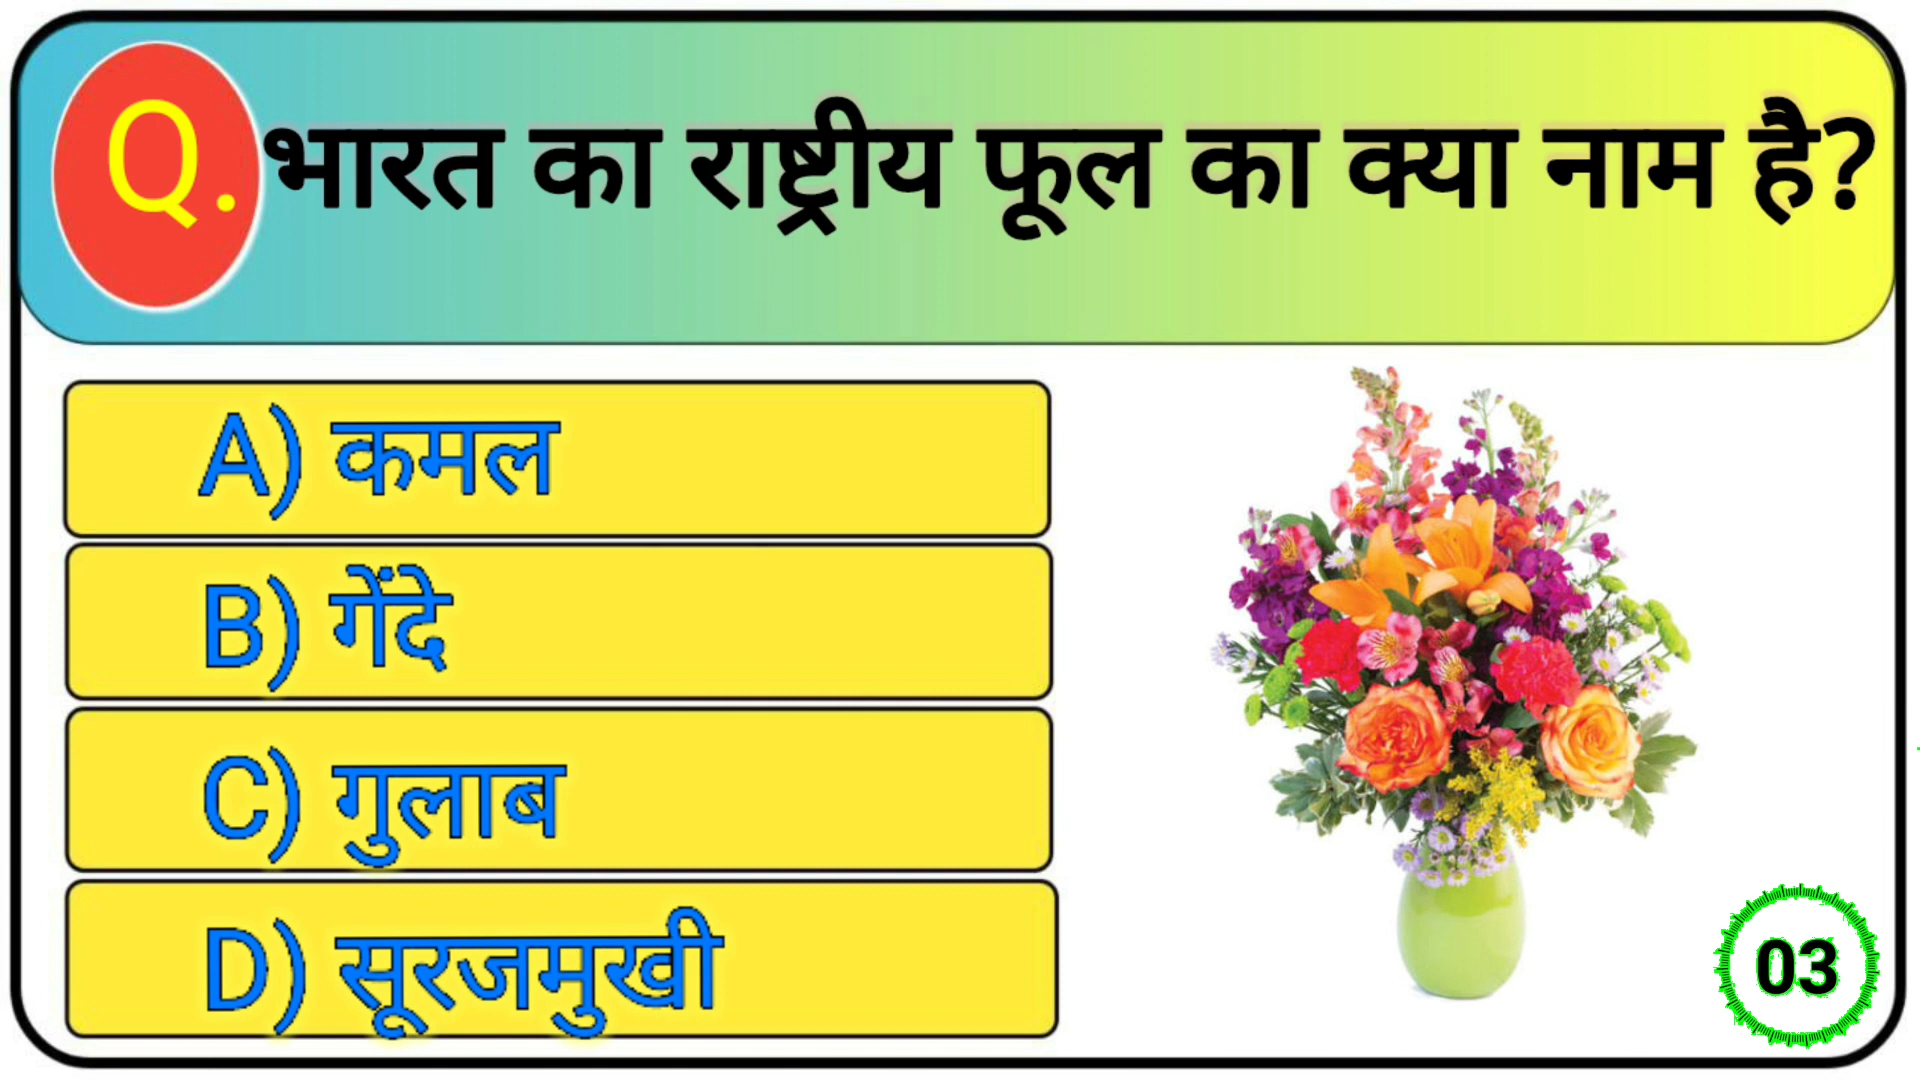 Q. भारत का राष्ट्रीय फूल का क्या नाम है?
A) कमल
B) गेंदे
C) गुलाब
D) सूरजमुखी
03